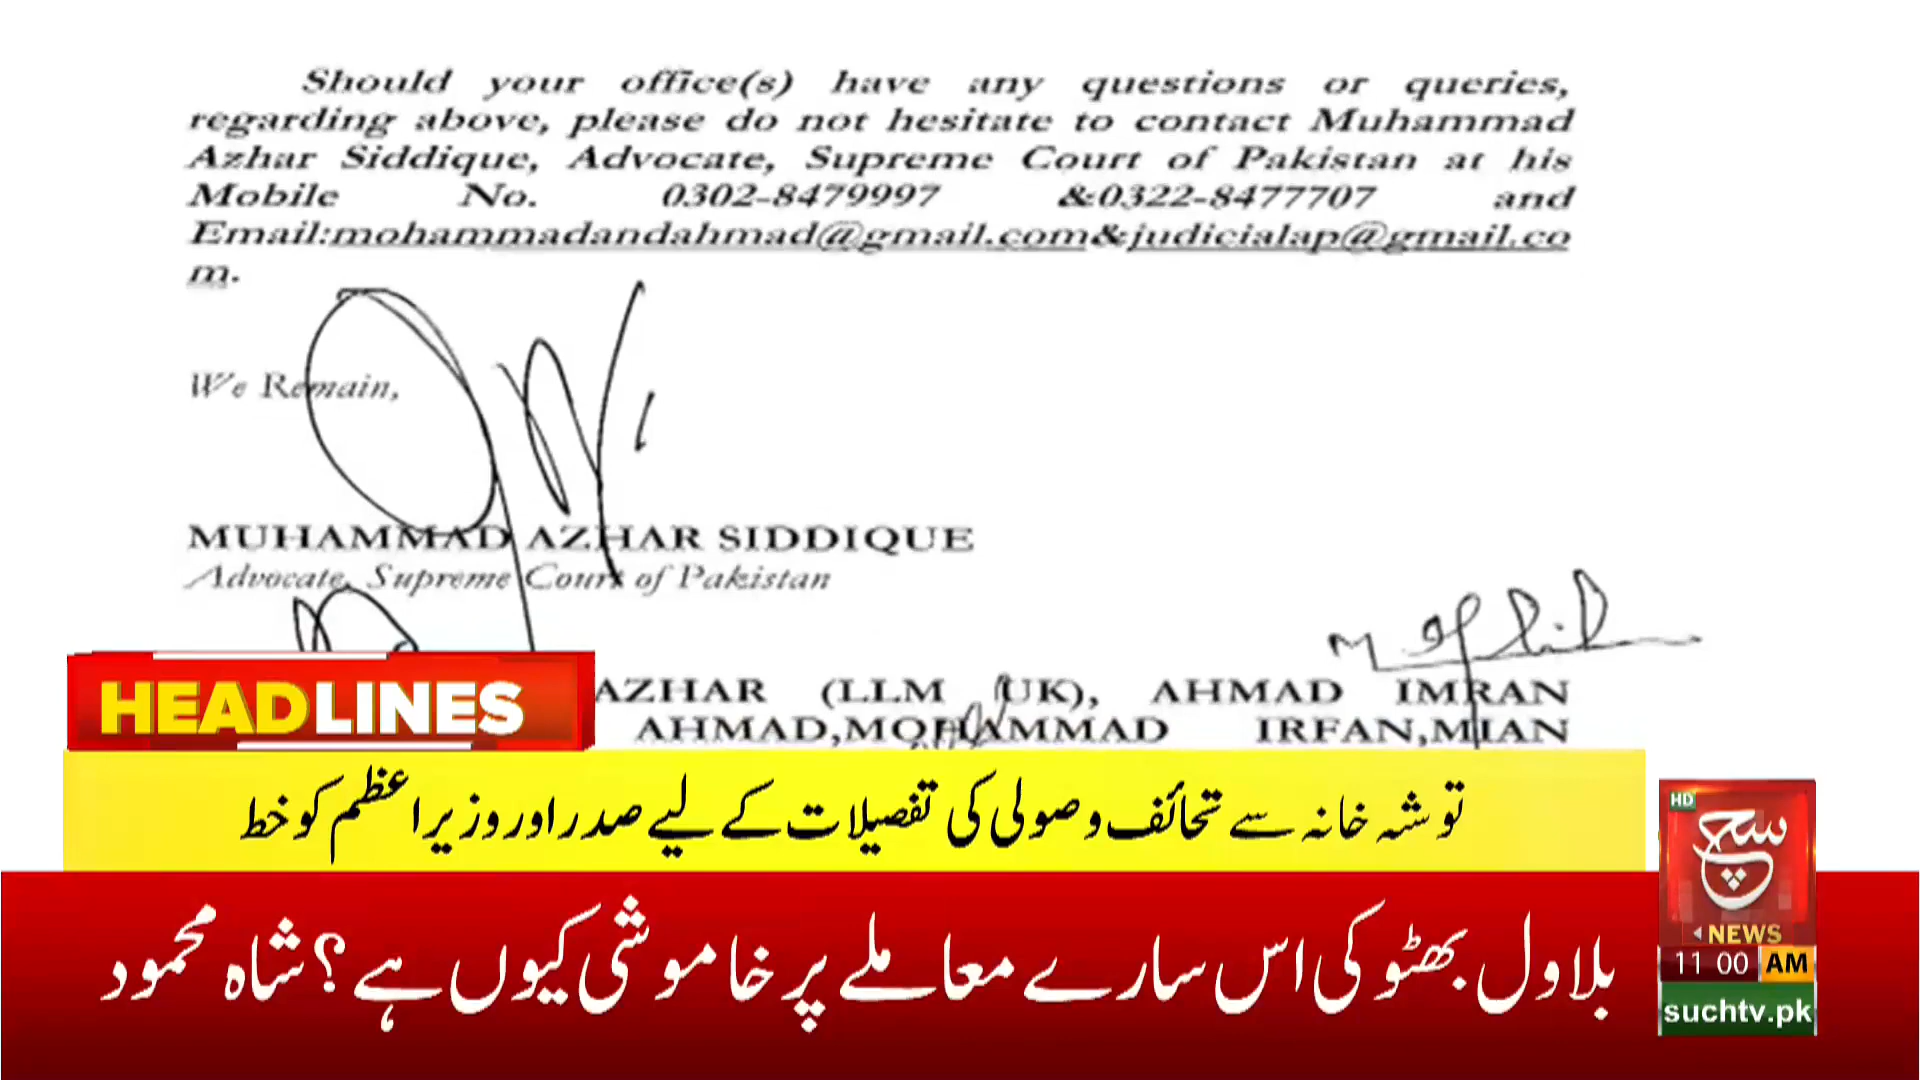 Should your office(s) have any questions or queries,
regarding above, please do not hesitate to contact Muhammad
Azhar Siddique, Advocate, Supreme Court of Pakistan at his
Mobile No. 0302-8479997 &0322-8477707 and
Email:mohammadandahmad@gmail.com&judicialap@gmail.co
m.
We Remain,
MUHAMMAD AZHAR SIDDIQUE
Advocate, Supreme Court of Pakistan
AZHAR (LLM UK), AHMAD IMRAN
AHMAD,MOHAMMAD IRFAN,MIAN
HEADLINES
توشہ خانہ سے تحائف وصولی کی تفصیلات کے لیے صدر اور وزیراعظم کو خط
بلاول بھٹو کی اس سارے معاملے پر خاموشی کیوں ہے؟ شاہ محمود
HD
سچ
NEWS
11 00 AM
suchtv.pk